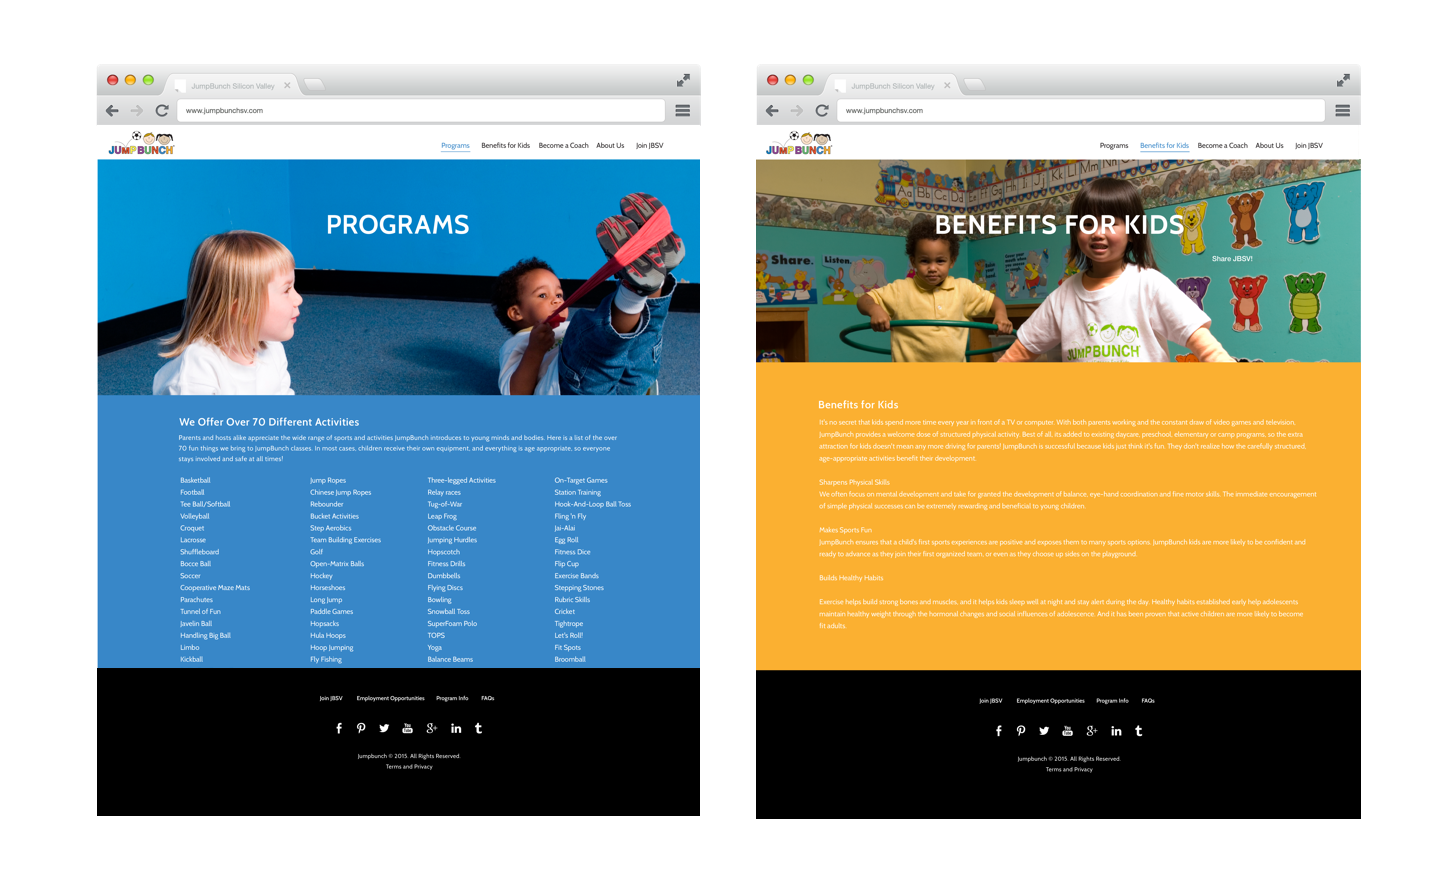 JumpBunch Silicon Valley
www.jumpbunchsv.com
JUMPBUNCH
Programs
Benefits for Kids
Become a Coach
About Us
Join JBSV
PROGRAMS
We Offer Over 70 Different Activities
Parents and hosts alike appreciate the wide range of sports and activities JumpBunch introduces to young minds and bodies. Here is a list of the over
70 fun things we bring to JumpBunch classes. In most cases, children receive their own equipment, and everything is age appropriate, so everyone
stays involved and safe at all times!
Basketball
Football
Tee Ball/Softball
Volleyball
Croquet
Lacrosse
Shuffleboard
Bocce Ball
Soccer
Cooperative Maze Mats
Parachutes
Tunnel of Fun
Javelin Ball
Handling Big Ball
Limbo
Kickball
Jump Ropes
Chinese Jump Ropes
Rebounder
Bucket Activities
Step Aerobics
Team Building Exercises
Golf
Open-Matrix Balls
Hockey
Horseshoes
Long Jump
Paddle Games
Hopsacks
Hula Hoops
Hoop Jumping
Fly Fishing
Three-legged Activities
Relay races
Tug-of-War
Leap Frog
Obstacle Course
Jumping Hurdles
Hopscotch
Fitness Drills
Dumbbells
Flying Discs
Bowling
Snowball Toss
SuperFoam Polo
TOPS
Yoga
Balance Beams
On-Target Games
Station Training
Hook-And-Loop Ball Toss
Fling 'n Fly
Jai-Alai
Egg Roll
Fitness Dice
Flip Cup
Exercise Bands
Stepping Stones
Rubric Skills
Cricket
Tightrope
Let's Roll!
Fit Spots
Broomball
Join JBSV
Employment Opportunities
Program Info
FAQs
Jumpbunch © 2015. All Rights Reserved.
Terms and Privacy
JumpBunch Silicon Valley
www.jumpbunchsv.com
JUMPBUNCH
Programs
Benefits for Kids
Become a Coach
About Us
Join JBSV
Aa Bb Cc Dd
Hh Ii Jj Kk Ll Mm Nn
BENEFITS FOR KIDS
Share JBSV!
Share.
Listen.
JUMPBUNCH
Benefits for Kids
It's no secret that kids spend more time every year in front of a TV or computer. With both parents working and the constant draw of video games and television,
JumpBunch provides a welcome dose of structured physical activity. Best of all, its added to existing daycare, preschool, elementary or camp programs, so the extra
attraction for kids doesn't mean any more driving for parents! JumpBunch is successful because kids just think it's fun. They don't realize how the carefully structured,
age-appropriate activities benefit their development.
Sharpens Physical Skills
We often focus on mental development and take for granted the development of balance, eye-hand coordination and fine motor skills. The immediate encouragement
of simple physical successes can be extremely rewarding and beneficial to young children.
Makes Sports Fun
JumpBunch ensures that a child's first sports experiences are positive and exposes them to many sports options. JumpBunch kids are more likely to be confident and
ready to advance as they join their first organized team, or even as they choose up sides on the playground.
Builds Healthy Habits
Exercise helps build strong bones and muscles, and it helps kids sleep well at night and stay alert during the day. Healthy habits established early help adolescents
maintain healthy weight through the hormonal changes and social influences of adolescence. And it has been proven that active children are more likely to become
fit adults.
Join JBSV
Employment Opportunities
Program Info
FAQs
Jumpbunch © 2015. All Rights Reserved.
Terms and Privacy